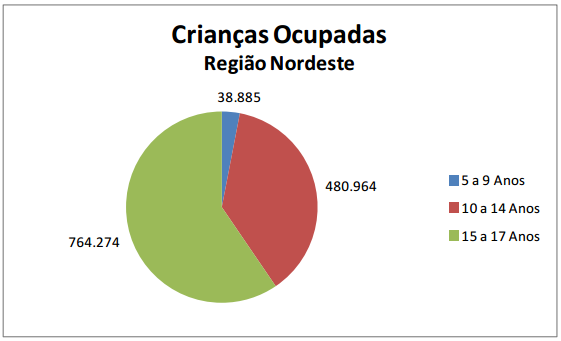 Crianças Ocupadas
Região Nordeste
38.885
480.964
764.274
5 a 9 Anos
10 a 14 Anos
15 a 17 Anos